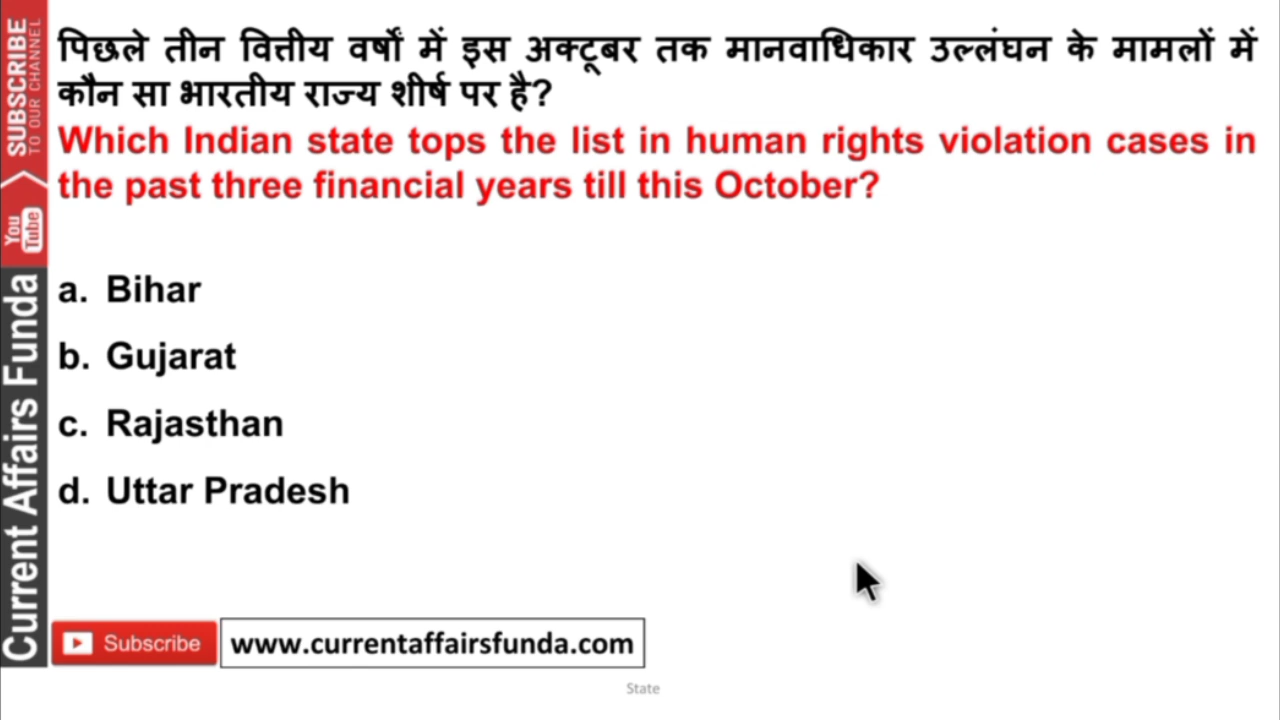 पिछले तीन वित्तीय वर्षों में इस अक्टूबर तक मानवाधिकार उल्लंघन के मामलों में
कौन सा भारतीय राज्य शीर्ष पर है?
Which Indian state tops the list in human rights violation cases in
the past three financial years till this October?
a. Bihar
b. Gujarat
c. Rajasthan
d. Uttar Pradesh
SUBSCRIBE
TO OUR CHANNEL
You
Tube
Current Affairs Funda
Subscribe
www.currentaffairsfunda.com
State